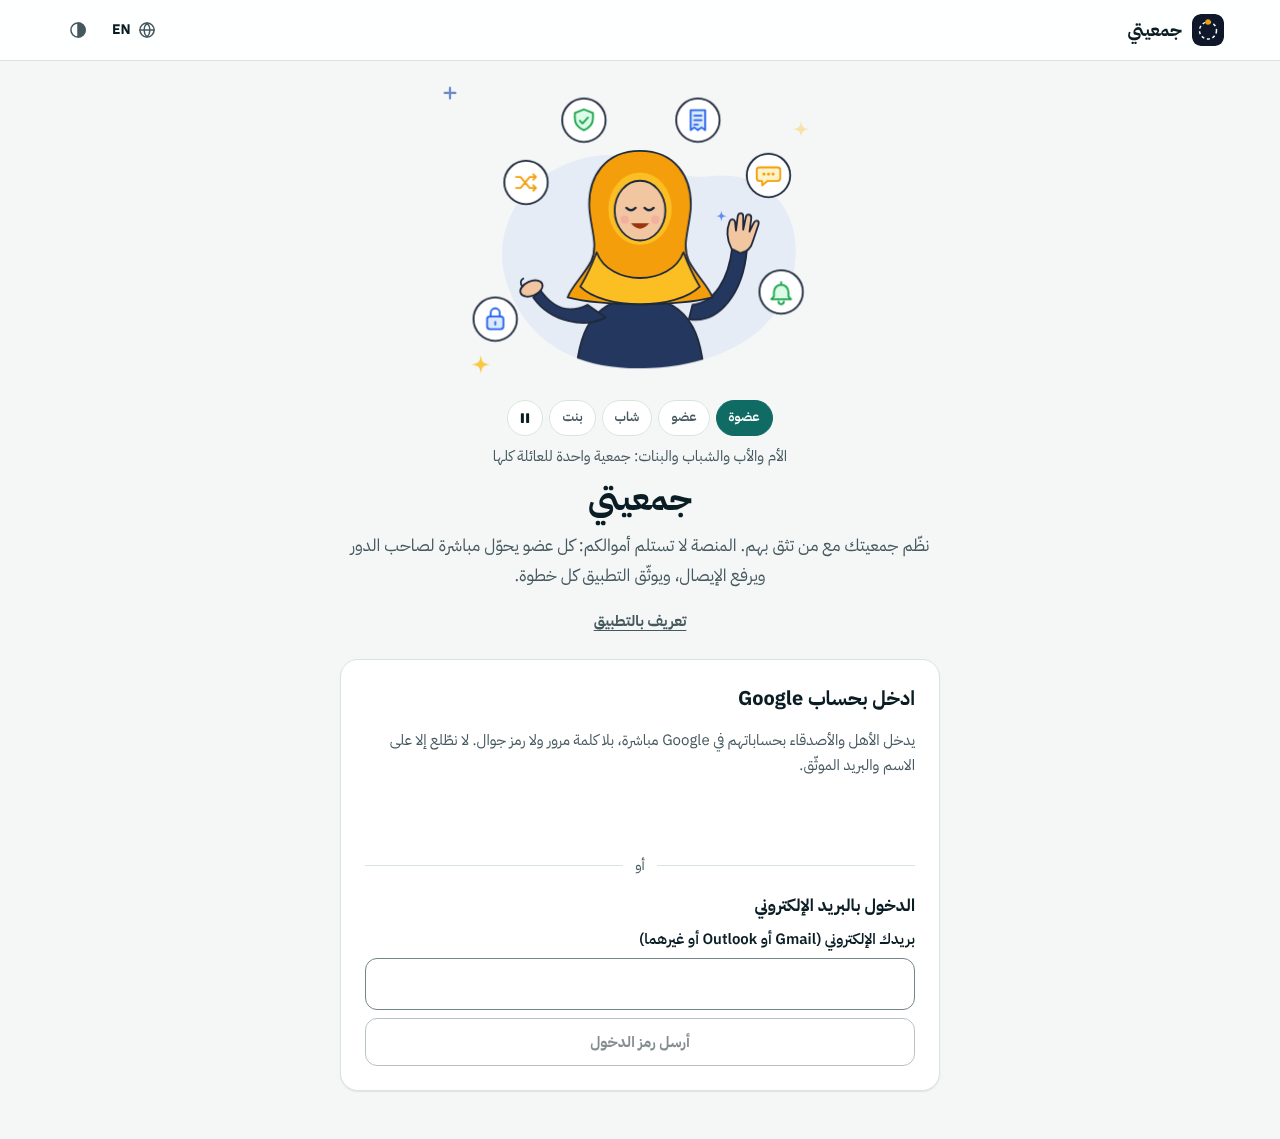 جمعيتي
EN
عضوة
عضو
شاب
بنت
الأم والأب والشباب والبنات: جمعية واحدة للعائلة كلها
جمعيتي
نظّم جمعيتك مع من تثق بهم. المنصة لا تستلم أموالكم: كل عضو يحوّل مباشرة لصاحب الدور
ويرفع الإيصال، ويوثّق التطبيق كل خطوة.
تعريف بالتطبيق
ادخل بحساب Google
يدخل الأهل والأصدقاء بحساباتهم في Google مباشرة، بلا كلمة مرور ولا رمز جوال. لا نطّلع إلا على
الاسم والبريد الموثّق.
أو
الدخول بالبريد الإلكتروني
بريدك الإلكتروني (Gmail أو Outlook أو غيرهما)
أرسل رمز الدخول